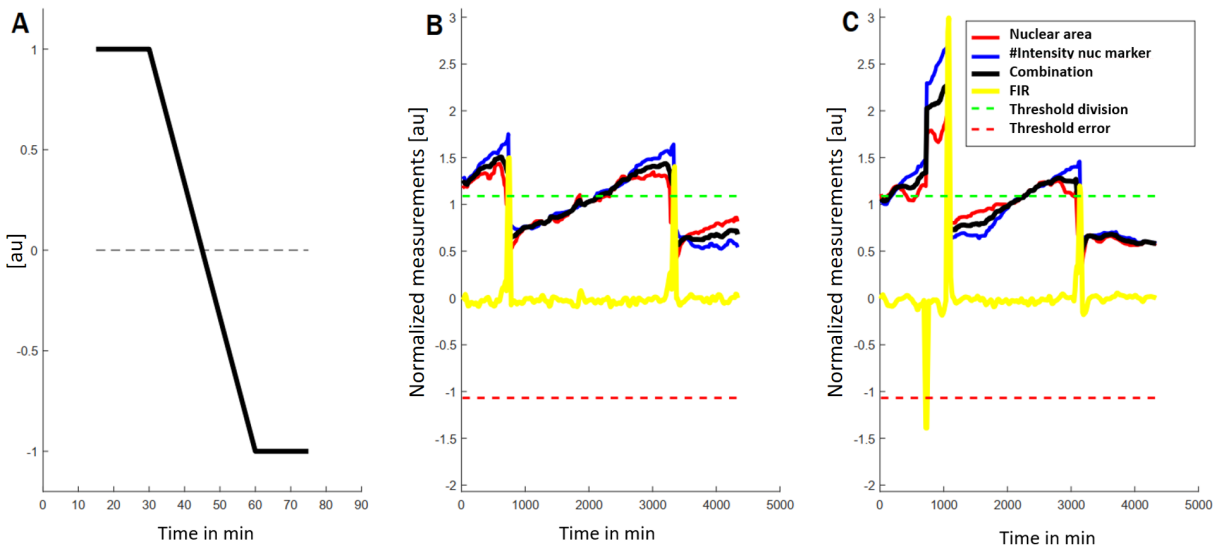 A
1
0.5
0
-0.5
-1
[au]
0 10 20 30 40 50 60 70 80 90
Time in min
B
3
2.5
2
1.5
1
0.5
0
-0.5
-1
-1.5
-2
Normalized measurements [au]
0 1000 2000 3000 4000 5000
Time in min
C
3
2.5
2
1.5
1
0.5
0
-0.5
-1
-1.5
-2
Normalized measurements [au]
0 1000 2000 3000 4000 5000
Time in min
Nuclear area
#Intensity nuc marker
Combination
FIR
Threshold division
Threshold error